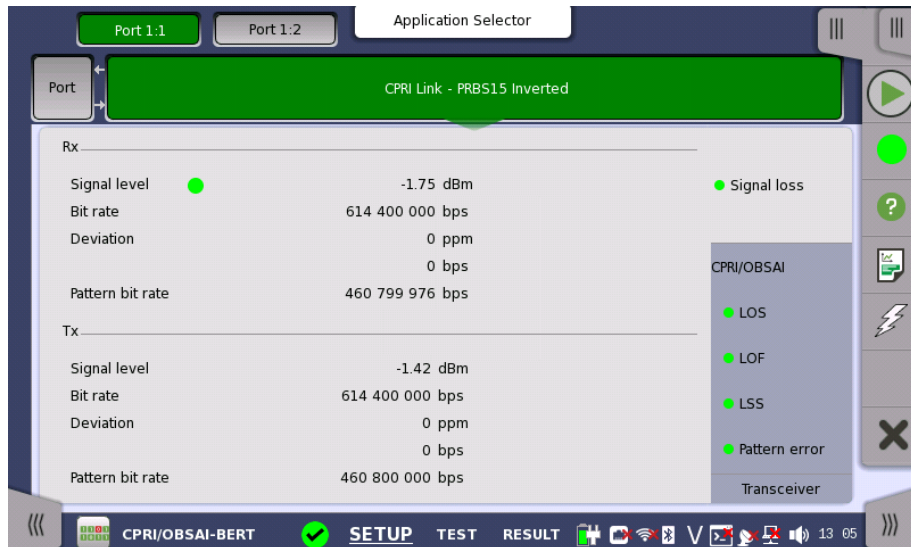 Port 1:1 Port 1:2 Application Selector
Port CPRI Link - PRBS15 Inverted
Rx
Signal level -1.75 dBm Signal loss
Bit rate 614 400 000 bps
Deviation 0 ppm
0 bps CPRI/OBSAI
Pattern bit rate 460 799 976 bps
LOS
Tx
LOF
Signal level -1.42 dBm
Bit rate 614 400 000 bps LSS
Deviation 0 ppm
0 bps Pattern error
Pattern bit rate 460 800 000 bps
Transceiver
CPRI/OBSAI-BERT SETUP TEST RESULT V 13 05